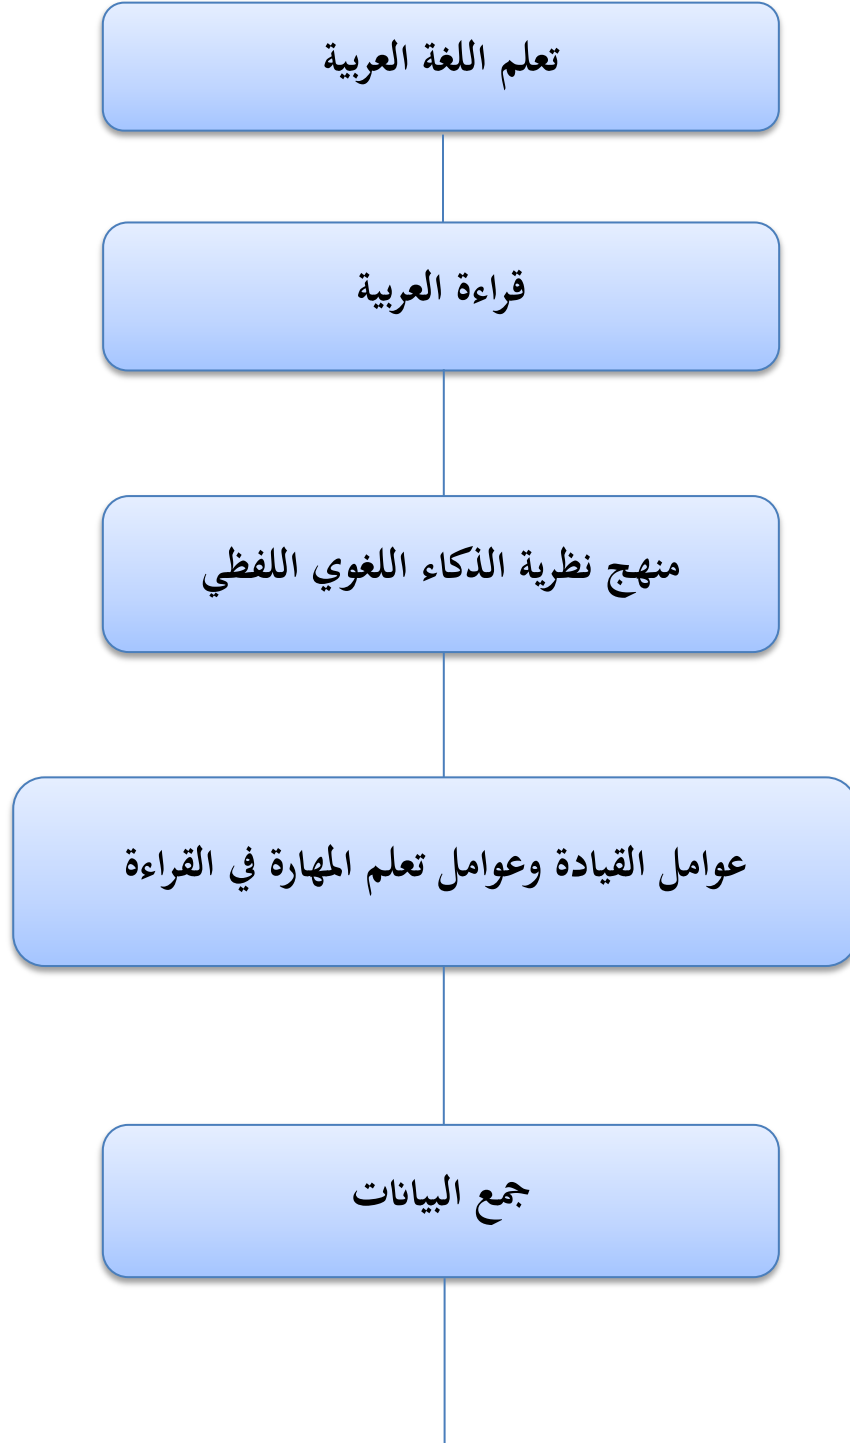 تعلم اللغة العربية
قراءة العربية
منهج نظرية الذكاء اللغوي اللفظي
عوامل القيادة وعوامل تعلم المهارة في القراءة
جمع البيانات